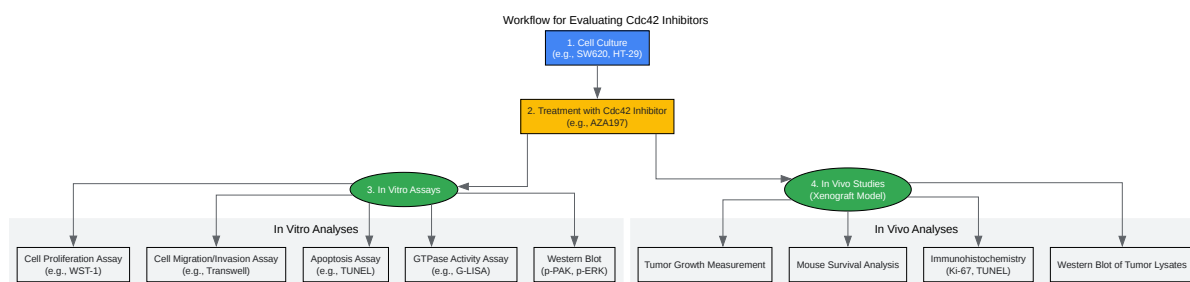 Workflow for Evaluating Cdc42 Inhibitors
1. Cell Culture
(e.g., SW620, HT-29)
2. Treatment with Cdc42 Inhibitor
(e.g., AZA197)
3. In Vitro Assays
4. In Vivo Studies
(Xenograft Model)
In Vitro Analyses
Cell Proliferation Assay
(e.g., WST-1)
Cell Migration/Invasion Assay
(e.g., Transwell)
Apoptosis Assay
(e.g., TUNEL)
GTPase Activity Assay
(e.g., G-LISA)
Western Blot
(p-PAK, p-ERK)
In Vivo Analyses
Tumor Growth Measurement
Mouse Survival Analysis
Immunohistochemistry
(Ki-67, TUNEL)
Western Blot of Tumor Lysates